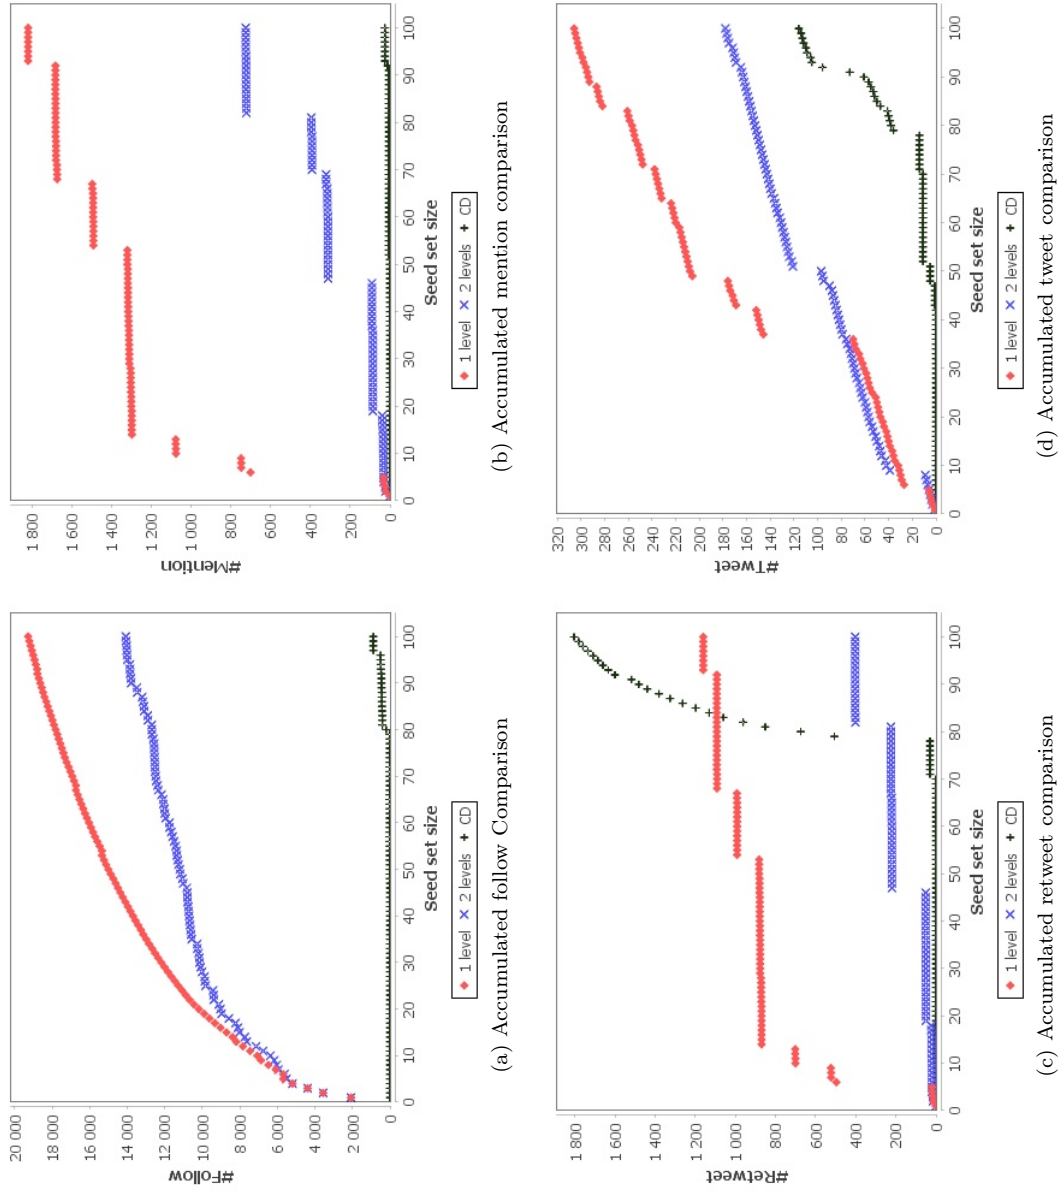 #Follow
20 000
18 000
16 000
14 000
12 000
10 000
8 000
6 000
4 000
2 000
0
0 10 20 30 40 50 60 70 80 90 100
Seed set size
1 level 2 levels CD
(a) Accumulated follow Comparison
#Mention
1 800
1 600
1 400
1 200
1 000
800
600
400
200
0
0 10 20 30 40 50 60 70 80 90 100
Seed set size
1 level 2 levels CD
(b) Accumulated mention comparison
#Retweet
1 800
1 600
1 400
1 200
1 000
800
600
400
200
0
0 10 20 30 40 50 60 70 80 90 100
Seed set size
1 level 2 levels CD
(c) Accumulated retweet comparison
#Tweet
320
300
280
260
240
220
200
180
160
140
120
100
80
60
40
20
0
0 10 20 30 40 50 60 70 80 90 100
Seed set size
1 level 2 levels CD
(d) Accumulated tweet comparison